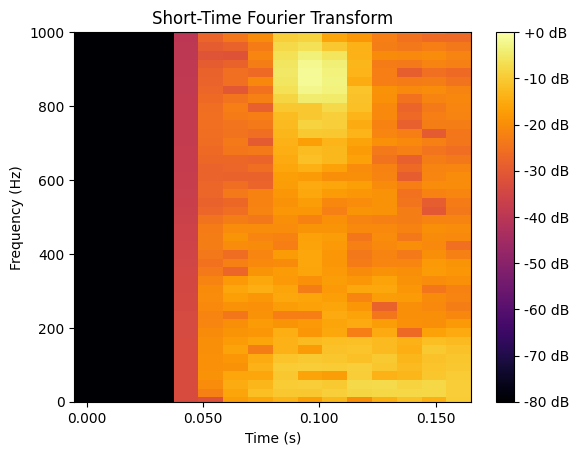 Short-Time Fourier Transform
1000
800
600
400
200
0
Frequency (Hz)
0.000
0.050
0.100
0.150
Time (s)
+0 dB
-10 dB
-20 dB
-30 dB
-40 dB
-50 dB
-60 dB
-70 dB
-80 dB